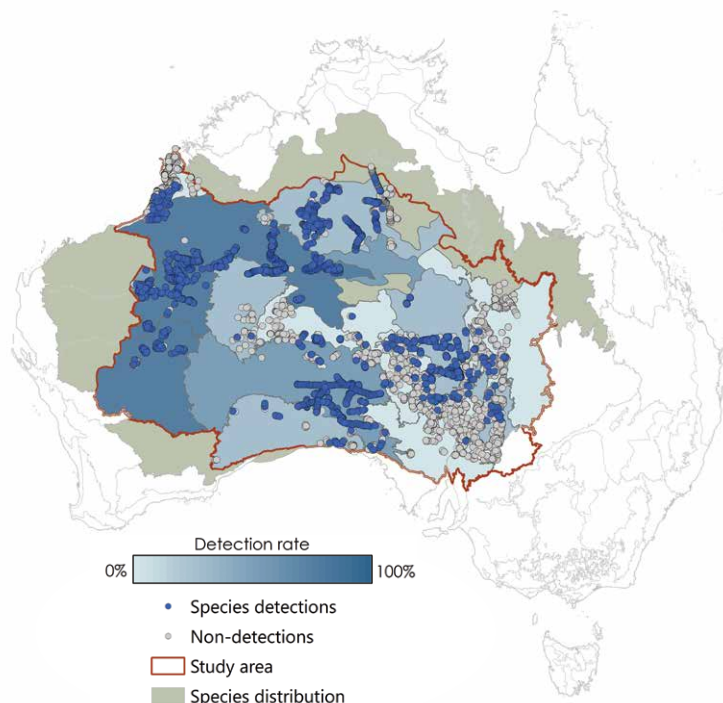 Detection rate
0% 100%
Species detections
Non-detections
Study area
Species distribution